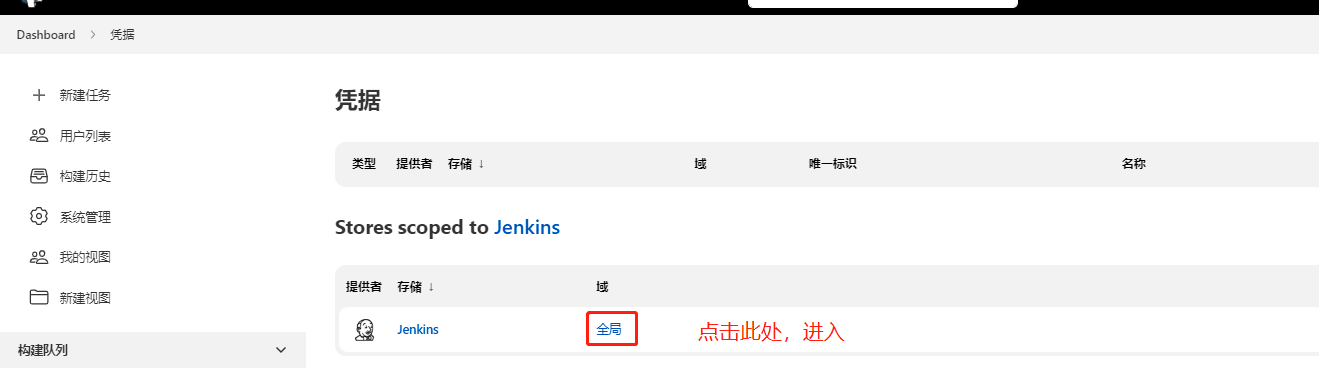 Dashboard > 凭据
新建任务
用户列表
构建历史
系统管理
我的视图
新建视图
构建队列
凭据
类型 提供者 存储 ↓ 域 唯一标识 名称
Stores scoped to Jenkins
提供者 存储 ↓ 域
Jenkins 全局 点击此处，进入